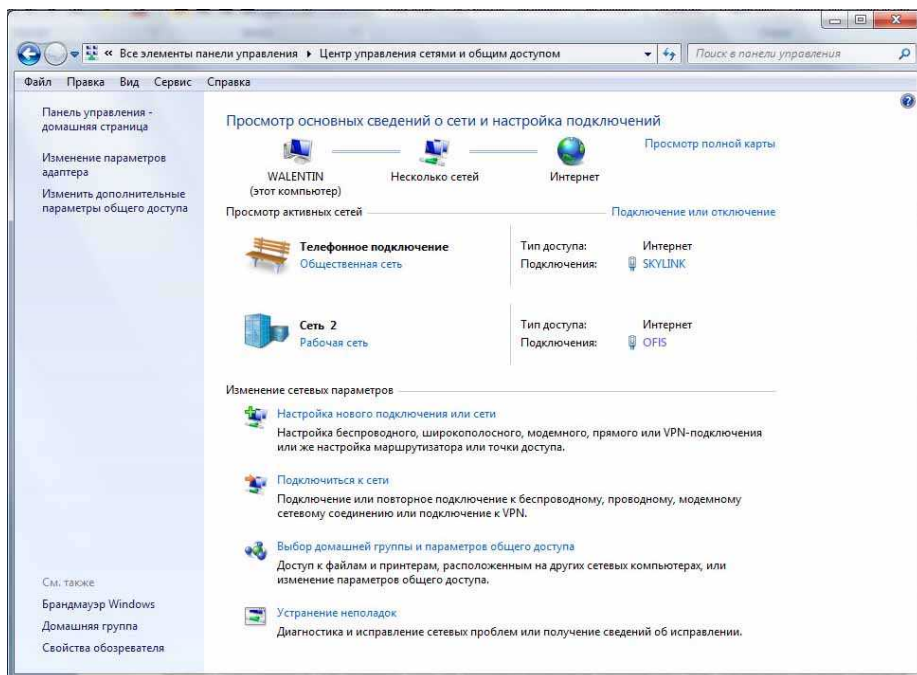 « Все элементы панели управления ▸ Центр управления сетями и общим доступом
Поиск в панели управления
Файл Правка Вид Сервис Справка
Панель управления -
домашняя страница
Изменение параметров
адаптера
Изменить дополнительные
параметры общего доступа
Просмотр основных сведений о сети и настройка подключений
Просмотр полной карты
WALENTIN
(этот компьютер)
Несколько сетей
Интернет
Просмотр активных сетей
Подключение или отключение
Телефонное подключение
Общественная сеть
Тип доступа: Интернет
Подключения: SKYLINK
Сеть 2
Рабочая сеть
Тип доступа: Интернет
Подключения: OFIS
Изменение сетевых параметров
Настройка нового подключения или сети
Настройка беспроводного, широкополосного, модемного, прямого или VPN-подключения
или же настройка маршрутизатора или точки доступа.
Подключиться к сети
Подключение или повторное подключение к беспроводному, проводному, модемному
сетевому соединению или подключение к VPN.
Выбор домашней группы и параметров общего доступа
Доступ к файлам и принтерам, расположенным на других сетевых компьютерах, или
изменение параметров общего доступа.
Устранение неполадок
Диагностика и исправление сетевых проблем или получение сведений об исправлении.
См. также
Брандмауэр Windows
Домашняя группа
Свойства обозревателя